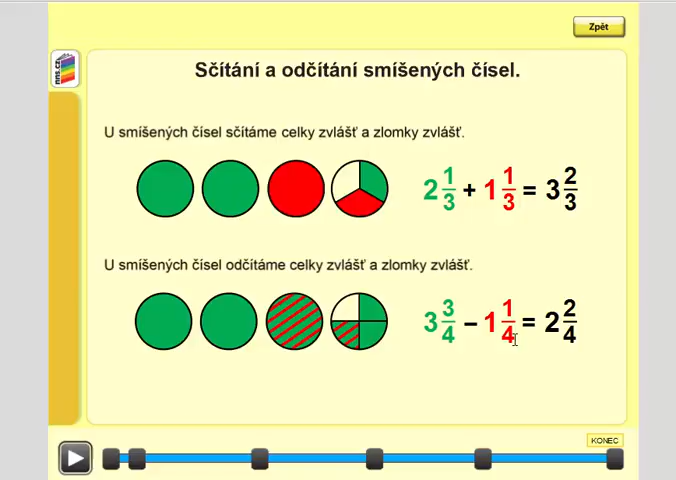 Zpět
nns.cz
Sčítání a odčítání smíšených čísel.
U smíšených čísel sčítáme celky zvlášť a zlomky zvlášť.
2 1/3 + 1 1/3 = 3 2/3
U smíšených čísel odčítáme celky zvlášť a zlomky zvlášť.
3 3/4 – 1 1/4 = 2 2/4
KONEC